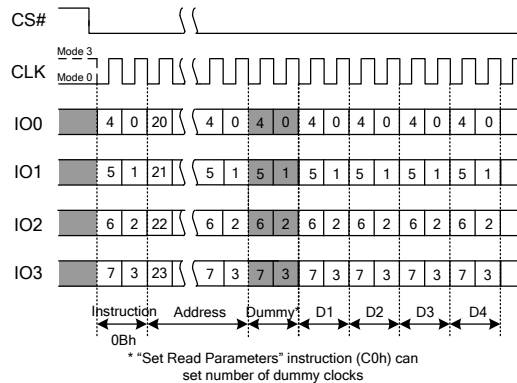 CS#
Mode 3
CLK
Mode 0
IO0 4 0 20 4 0 4 0 4 0 4 0 4 0 4 0
IO1 5 1 21 5 1 5 1 5 1 5 1 5 1 5 1
IO2 6 2 22 6 2 6 2 6 2 6 2 6 2 6 2
IO3 7 3 23 7 3 7 3 7 3 7 3 7 3 7 3
Instruction Address Dummy* D1 D2 D3 D4
0Bh
* "Set Read Parameters" instruction (C0h) can
set number of dummy clocks